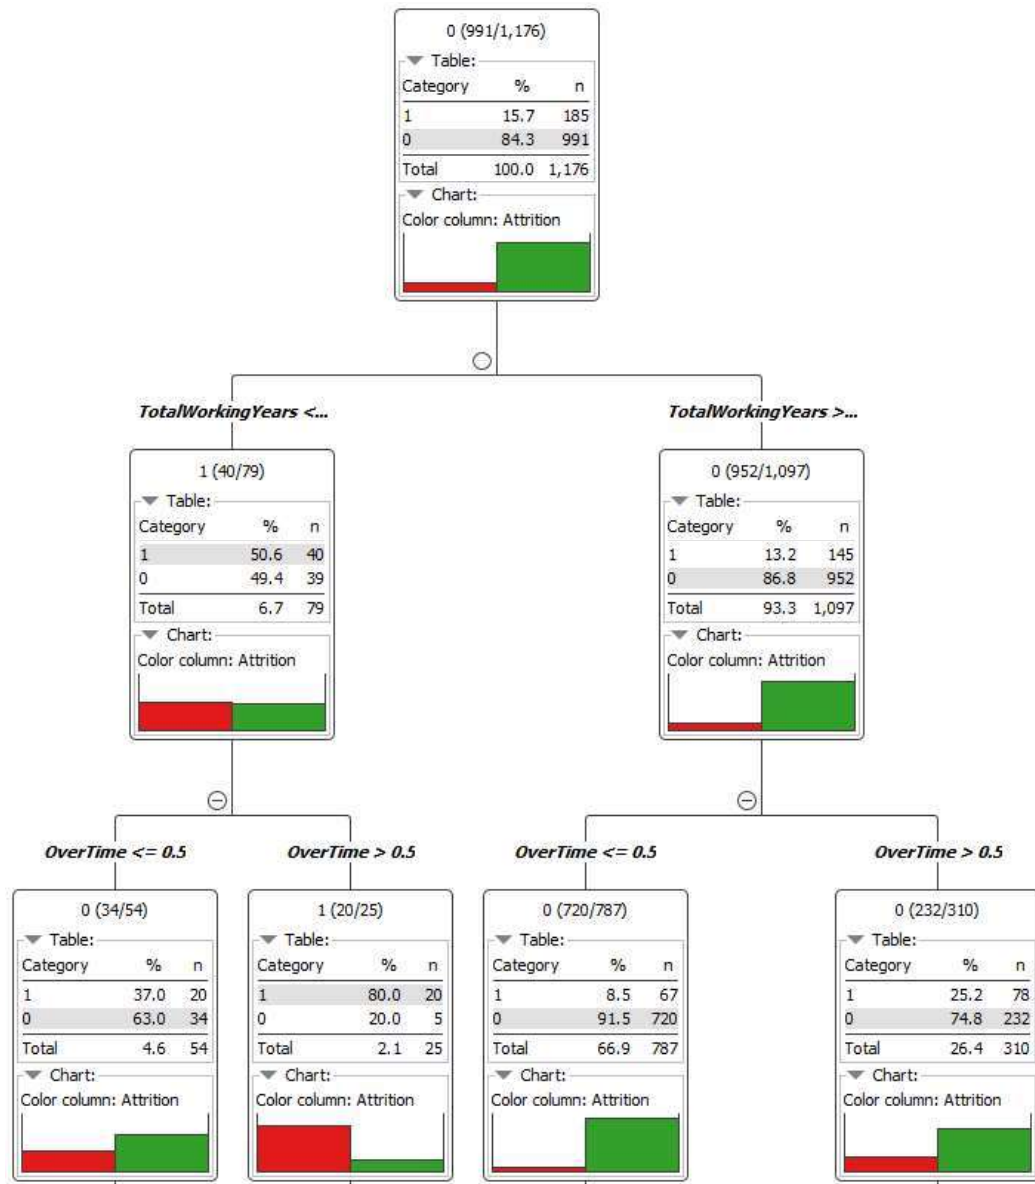 0 (991/1,176)
Table:
Category % n
1 15.7 185
0 84.3 991
Total 100.0 1,176
Chart:
Color column: Attrition
TotalWorkingYears <...
TotalWorkingYears >...
1 (40/79)
Table:
Category % n
1 50.6 40
0 49.4 39
Total 6.7 79
Chart:
Color column: Attrition
0 (952/1,097)
Table:
Category % n
1 13.2 145
0 86.8 952
Total 93.3 1,097
Chart:
Color column: Attrition
OverTime <= 0.5
OverTime > 0.5
OverTime <= 0.5
OverTime > 0.5
0 (34/54)
Table:
Category % n
1 37.0 20
0 63.0 34
Total 4.6 54
Chart:
Color column: Attrition
1 (20/25)
Table:
Category % n
1 80.0 20
0 20.0 5
Total 2.1 25
Chart:
Color column: Attrition
0 (720/787)
Table:
Category % n
1 8.5 67
0 91.5 720
Total 66.9 787
Chart:
Color column: Attrition
0 (232/310)
Table:
Category % n
1 25.2 78
0 74.8 232
Total 26.4 310
Chart:
Color column: Attrition